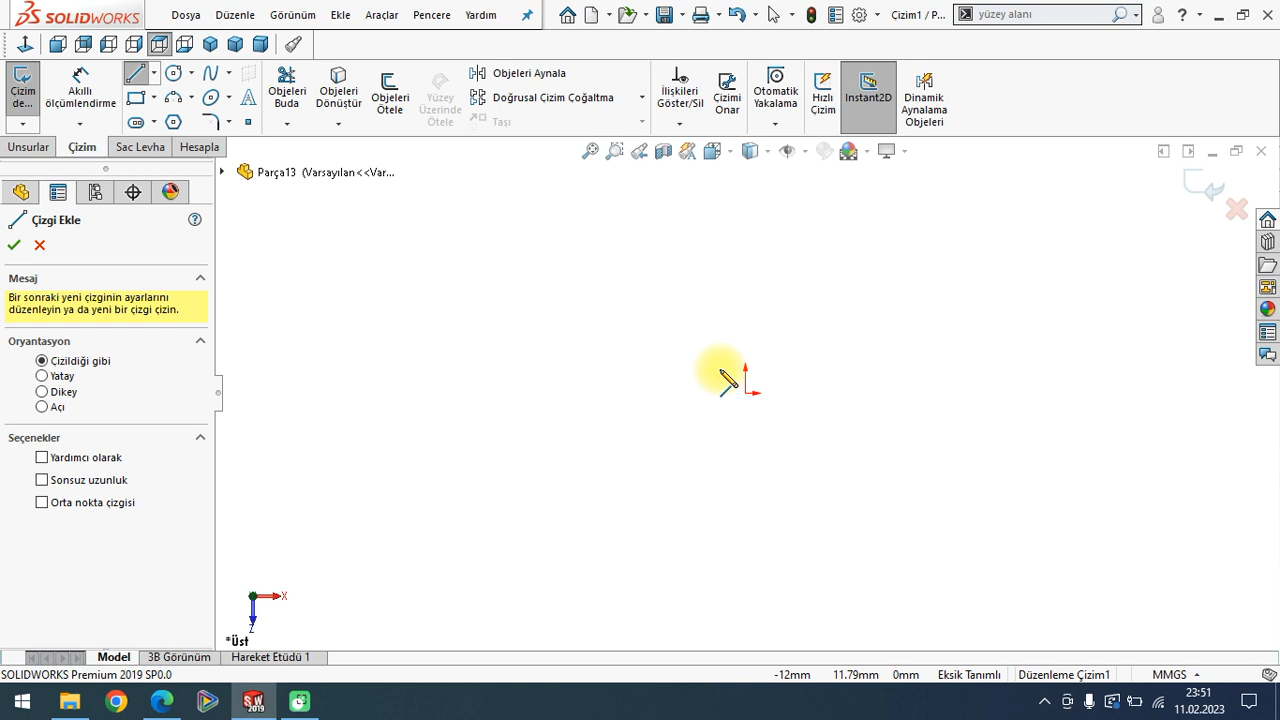 SOLIDWORKS Dosya Düzenle Görünüm Ekle Araçlar Pencere Yardım Çizim1 / P... yüzey alanı
Çizim de...
Akıllı ölçümlendirme
Objeleri Buda
Objeleri Dönüştür
Objeleri Ötele
Yüzey Üzerinde Ötele
Objeleri Aynala
Doğrusal Çizim Çoğaltma
Taşı
İlişkileri Göster/Sil
Çizimi Onar
Otomatik Yakalama
Hızlı Çizim
Instant2D
Dinamik Aynalama Objeleri
Unsurlar Çizim Sac Levha Hesapla
Parça13 (Varsayılan<<Var...
Çizgi Ekle
Mesaj
Bir sonraki yeni çizginin ayarlarını
düzenleyin ya da yeni bir çizgi çizin.
Oryantasyon
Çizildiği gibi
Yatay
Dikey
Açı
Seçenekler
Yardımcı olarak
Sonsuz uzunluk
Orta nokta çizgisi
X
Z
*Üst
Model 3B Görünüm Hareket Etüdü 1
SOLIDWORKS Premium 2019 SP0.0 -12mm 11.79mm 0mm Eksik Tanımlı Düzenleme Çizim1 MMGS
SW 2019
23:51
11.02.2023